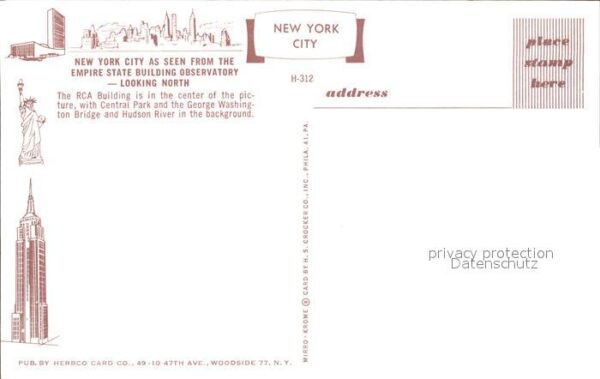 NEW YORK CITY AS SEEN FROM THE
EMPIRE STATE BUILDING OBSERVATORY
— LOOKING NORTH
The RCA Building is in the center of the pic-
ture, with Central Park and the George Washing-
ton Bridge and Hudson River in the background.
NEW YORK
CITY
H-312
address
place
stamp
here
MIRRO-KROME ® CARD BY H. S. CROCKER CO., INC., PHILA. 41, PA.
privacy protection
Datenschutz
PUB. BY HERBCO CARD CO., 49-10 47TH AVE., WOODSIDE 77, N. Y.